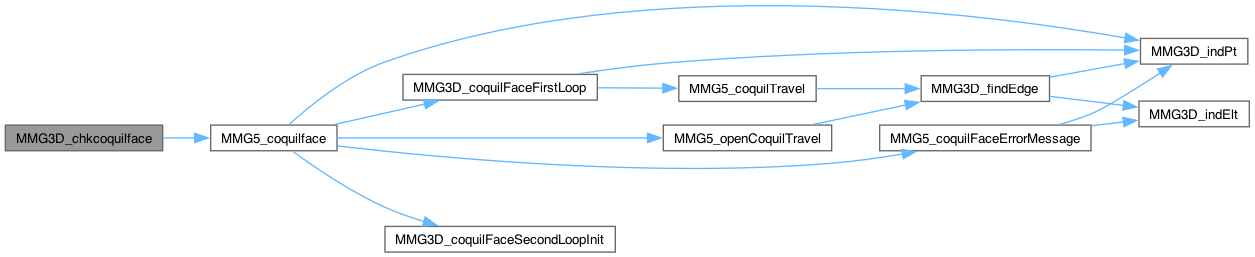 MMG3D_chkcoquilface
MMG5_coquilface
MMG3D_coquilFaceFirstLoop
MMG5_coquilTravel
MMG3D_findEdge
MMG3D_indPt
MMG3D_indElt
MMG5_openCoquilTravel
MMG5_coquilFaceErrorMessage
MMG3D_coquilFaceSecondLoopInit